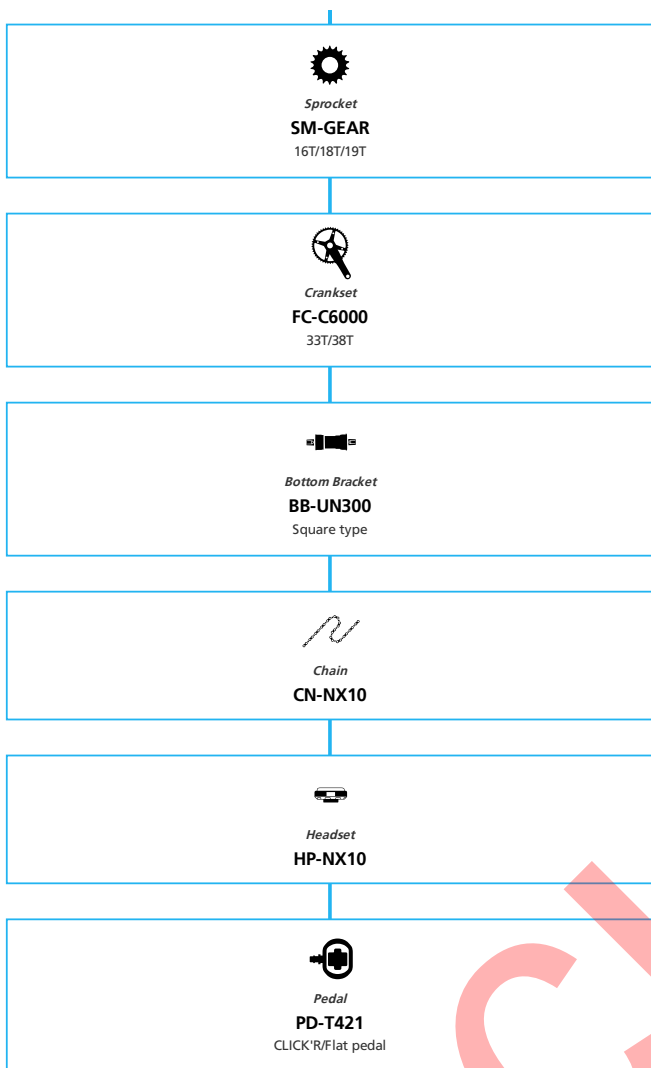 Sprocket
SM-GEAR
16T/18T/19T
Crankset
FC-C6000
33T/38T
Bottom Bracket
BB-UN300
Square type
Chain
CN-NX10
Headset
HP-NX10
Pedal
PD-T421
CLICK'R/Flat pedal